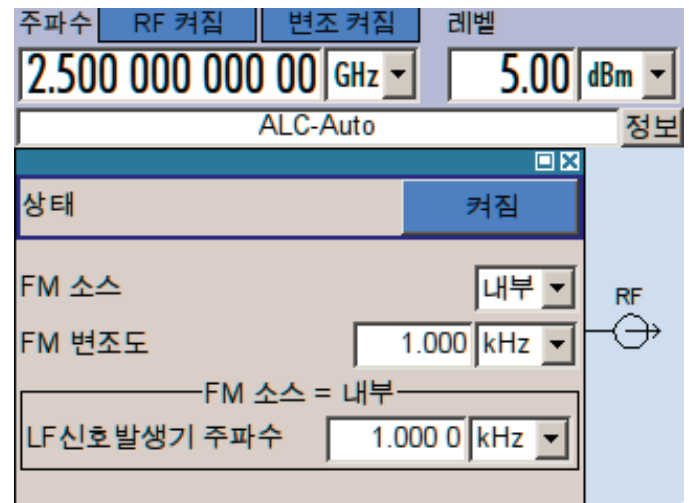 주파수 RF 켜짐 변조 켜짐 레벨
2.500 000 000 00 GHz 5.00 dBm
ALC-Auto 정보
상태 켜짐
FM 소스 내부
RF
FM 변조도 1.000 kHz
FM 소스 = 내부
LF신호발생기 주파수 1.000 0 kHz